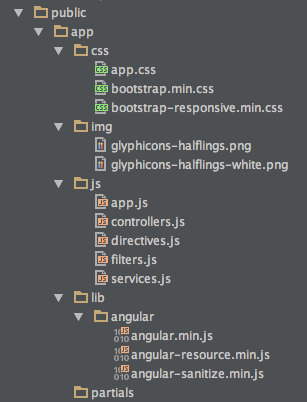 public
app
css
app.css
bootstrap.min.css
bootstrap-responsive.min.css
img
glyphicons-halflings.png
glyphicons-halflings-white.png
js
app.js
controllers.js
directives.js
filters.js
services.js
lib
angular
angular.min.js
angular-resource.min.js
angular-sanitize.min.js
partials